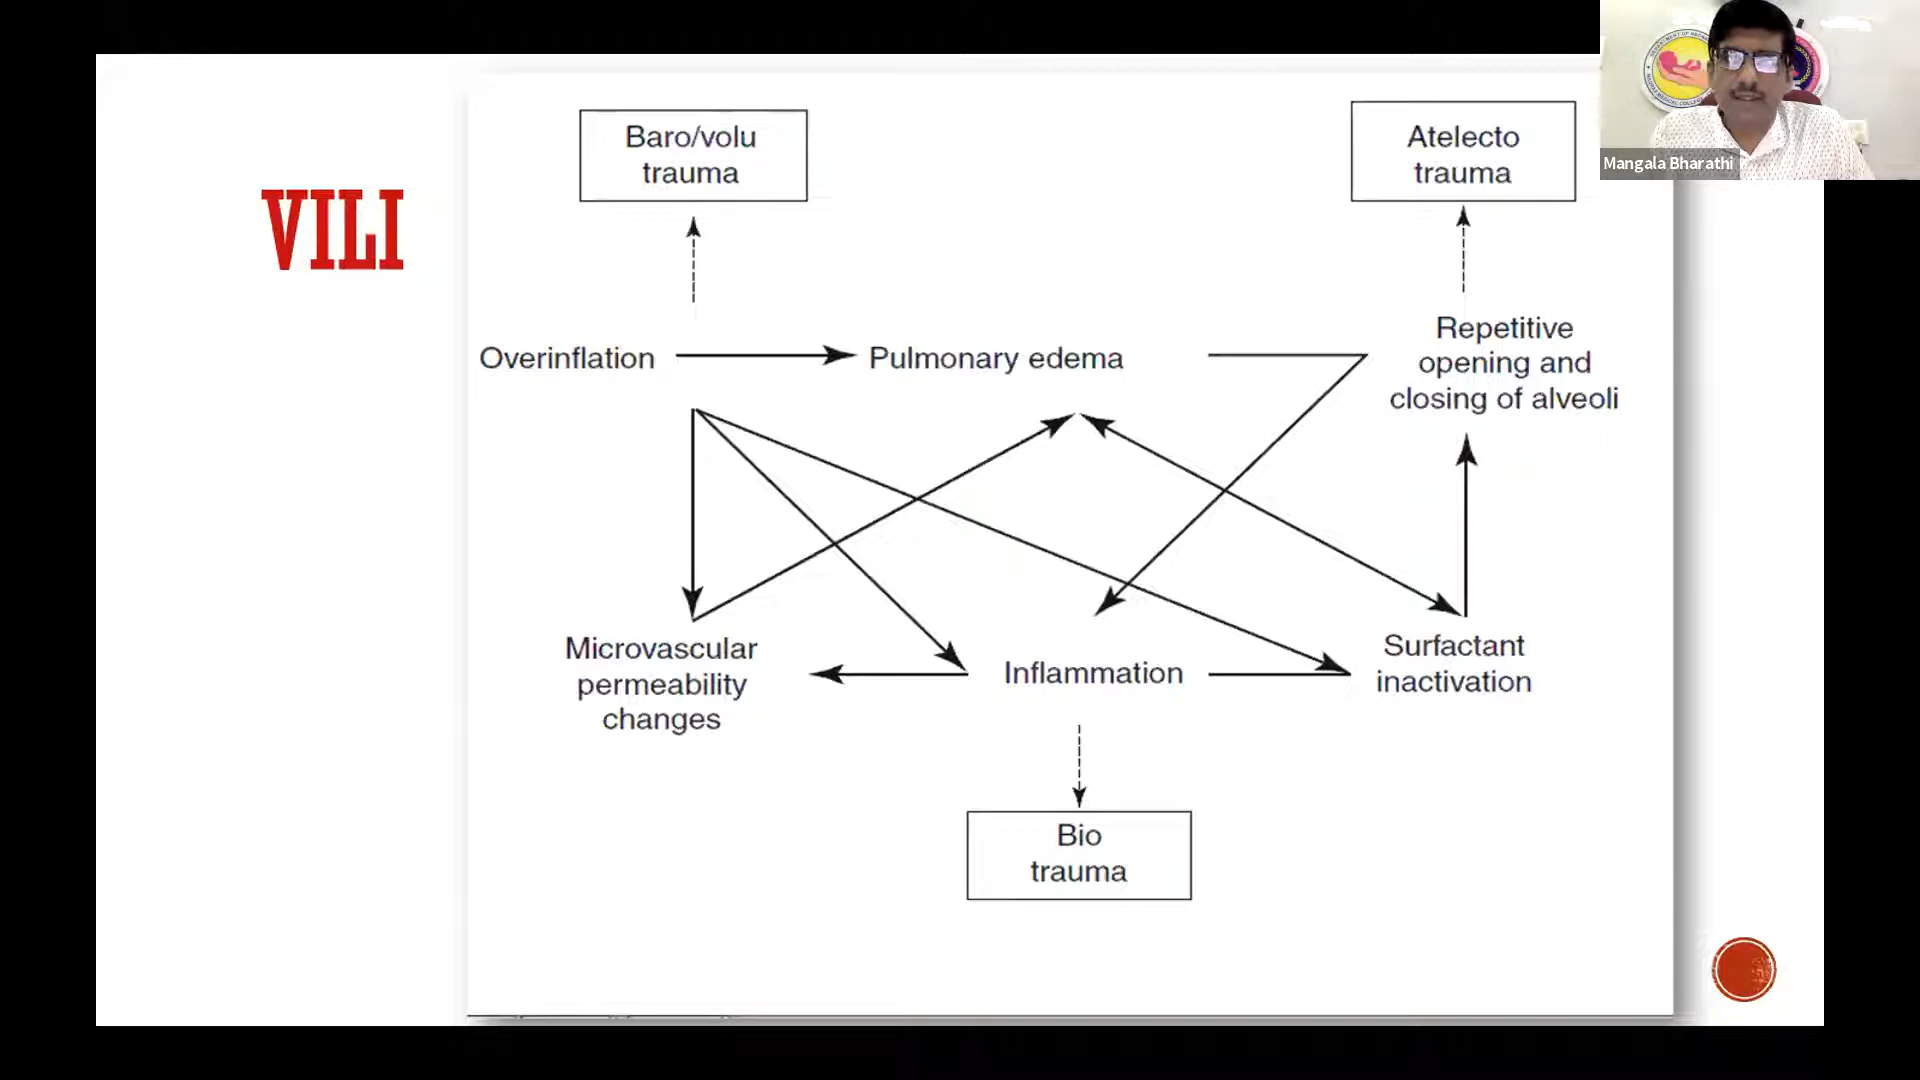 VILI
Baro/volu
trauma
Atelecto
trauma
Mangala Bharathi
Overinflation
Pulmonary edema
Repetitive
opening and
closing of alveoli
Microvascular
permeability
changes
Inflammation
Surfactant
inactivation
Bio
trauma